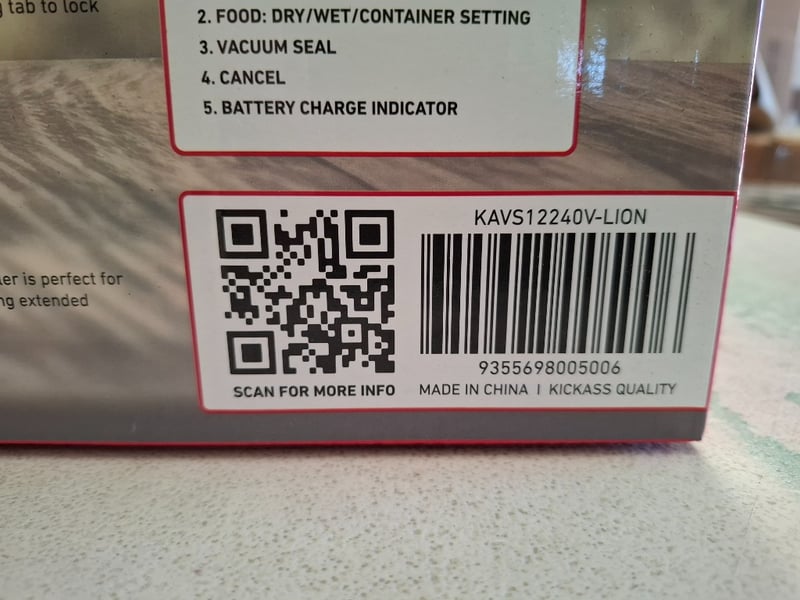 g tab to lock
2. FOOD: DRY/WET/CONTAINER SETTING
3. VACUUM SEAL
4. CANCEL
5. BATTERY CHARGE INDICATOR
er is perfect for
ng extended
KAVS12240V-LION
9355698005006
SCAN FOR MORE INFO
MADE IN CHINA I KICKASS QUALITY